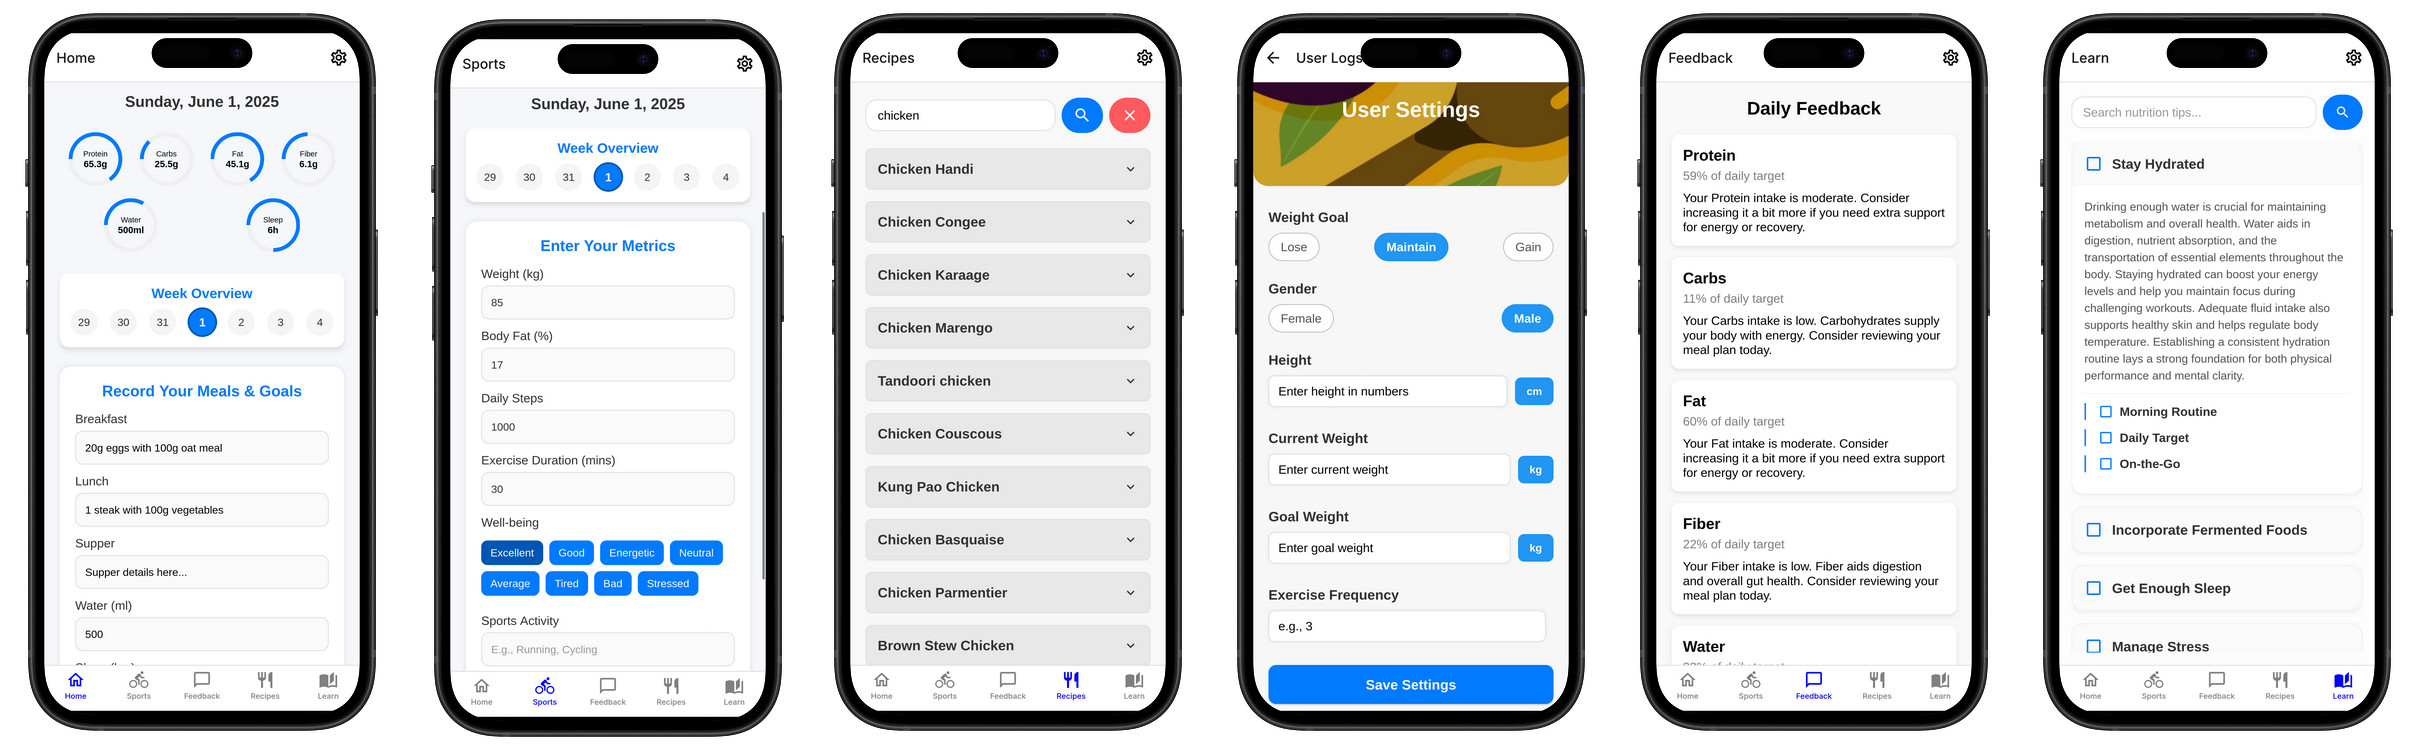 Home
Sunday, June 1, 2025
Protein
65.3g
Carbs
25.5g
Fat
45.1g
Fiber
6.1g
Water
500ml
Sleep
6h
Week Overview
29 30 31 1 2 3 4
Record Your Meals & Goals
Breakfast
20g eggs with 100g oat meal
Lunch
1 steak with 100g vegetables
Supper
Supper details here...
Water (ml)
500
Home Sports Feedback Recipes Learn
Sports
Sunday, June 1, 2025
Week Overview
29 30 31 1 2 3 4
Enter Your Metrics
Weight (kg)
85
Body Fat (%)
17
Daily Steps
1000
Exercise Duration (mins)
30
Well-being
Excellent Good Energetic Neutral
Average Tired Bad Stressed
Sports Activity
E.g., Running, Cycling
Home Sports Feedback Recipes Learn
Recipes
chicken
Chicken Handi
Chicken Congee
Chicken Karaage
Chicken Marengo
Tandoori chicken
Chicken Couscous
Kung Pao Chicken
Chicken Basquaise
Chicken Parmentier
Brown Stew Chicken
Home Sports Feedback Recipes Learn
User Logs
User Settings
Weight Goal
Lose Maintain Gain
Gender
Female Male
Height
Enter height in numbers cm
Current Weight
Enter current weight kg
Goal Weight
Enter goal weight kg
Exercise Frequency
e.g., 3
Save Settings
Feedback
Daily Feedback
Protein
59% of daily target
Your Protein intake is moderate. Consider
increasing it a bit more if you need extra support
for energy or recovery.
Carbs
11% of daily target
Your Carbs intake is low. Carbohydrates supply
your body with energy. Consider reviewing your
meal plan today.
Fat
60% of daily target
Your Fat intake is moderate. Consider
increasing it a bit more if you need extra support
for energy or recovery.
Fiber
22% of daily target
Your Fiber intake is low. Fiber aids digestion
and overall gut health. Consider reviewing your
meal plan today.
Water
Home Sports Feedback Recipes Learn
Learn
Search nutrition tips...
Stay Hydrated
Drinking enough water is crucial for maintaining
metabolism and overall health. Water aids in
digestion, nutrient absorption, and the
transportation of essential elements throughout the
body. Staying hydrated can boost your energy
levels and help you maintain focus during
challenging workouts. Adequate fluid intake also
supports healthy skin and helps regulate body
temperature. Establishing a consistent hydration
routine lays a strong foundation for both physical
performance and mental clarity.
Morning Routine
Daily Target
On-the-Go
Incorporate Fermented Foods
Get Enough Sleep
Manage Stress
Home Sports Feedback Recipes Learn